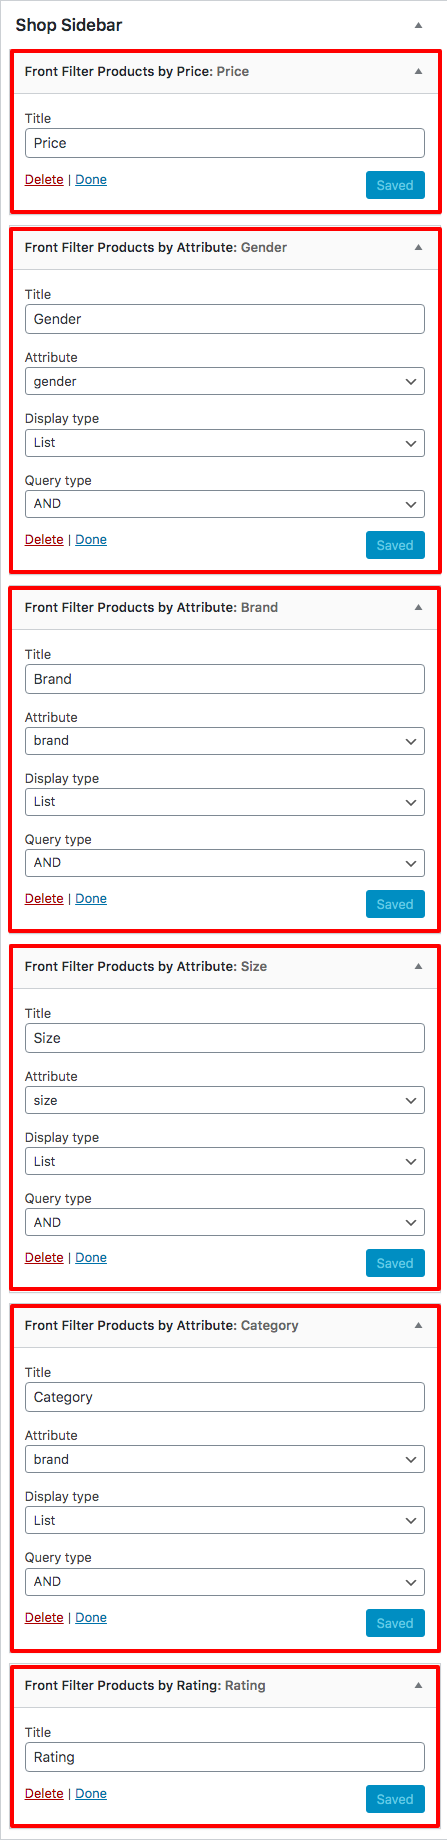 Shop Sidebar
Front Filter Products by Price: Price
Title
Price
Delete | Done
Saved
Front Filter Products by Attribute: Gender
Title
Gender
Attribute
gender
Display type
List
Query type
AND
Delete | Done
Saved
Front Filter Products by Attribute: Brand
Title
Brand
Attribute
brand
Display type
List
Query type
AND
Delete | Done
Saved
Front Filter Products by Attribute: Size
Title
Size
Attribute
size
Display type
List
Query type
AND
Delete | Done
Saved
Front Filter Products by Attribute: Category
Title
Category
Attribute
brand
Display type
List
Query type
AND
Delete | Done
Saved
Front Filter Products by Rating: Rating
Title
Rating
Delete | Done
Saved